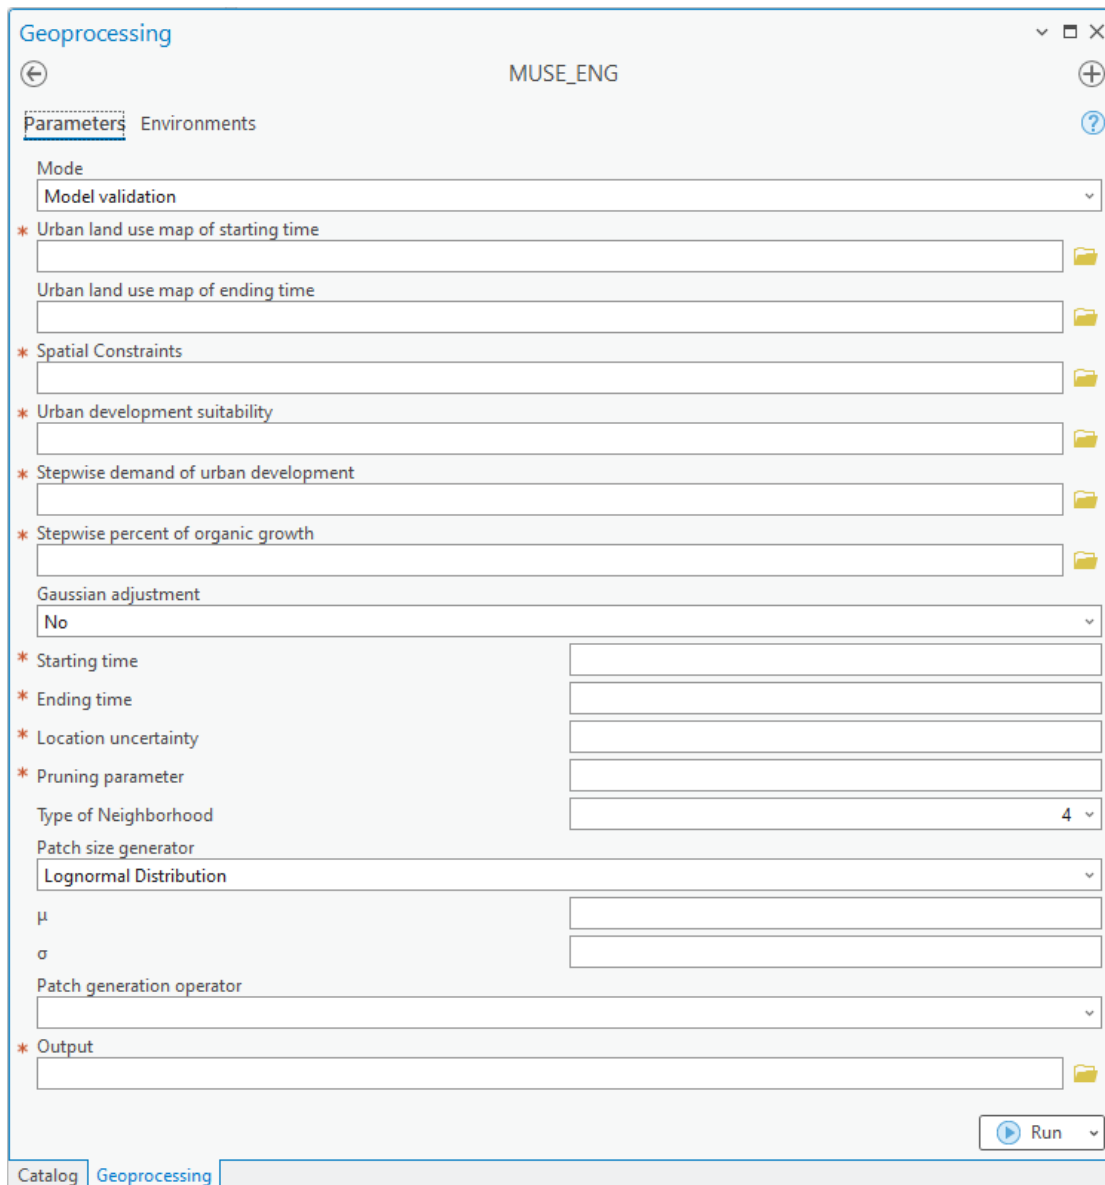 Geoprocessing
MUSE_ENG
Parameters Environments
?
Mode
Model validation
* Urban land use map of starting time
Urban land use map of ending time
* Spatial Constraints
* Urban development suitability
* Stepwise demand of urban development
* Stepwise percent of organic growth
Gaussian adjustment
No
* Starting time
* Ending time
* Location uncertainty
* Pruning parameter
Type of Neighborhood 4
Patch size generator
Lognormal Distribution
μ
σ
Patch generation operator
* Output
Run
Catalog Geoprocessing